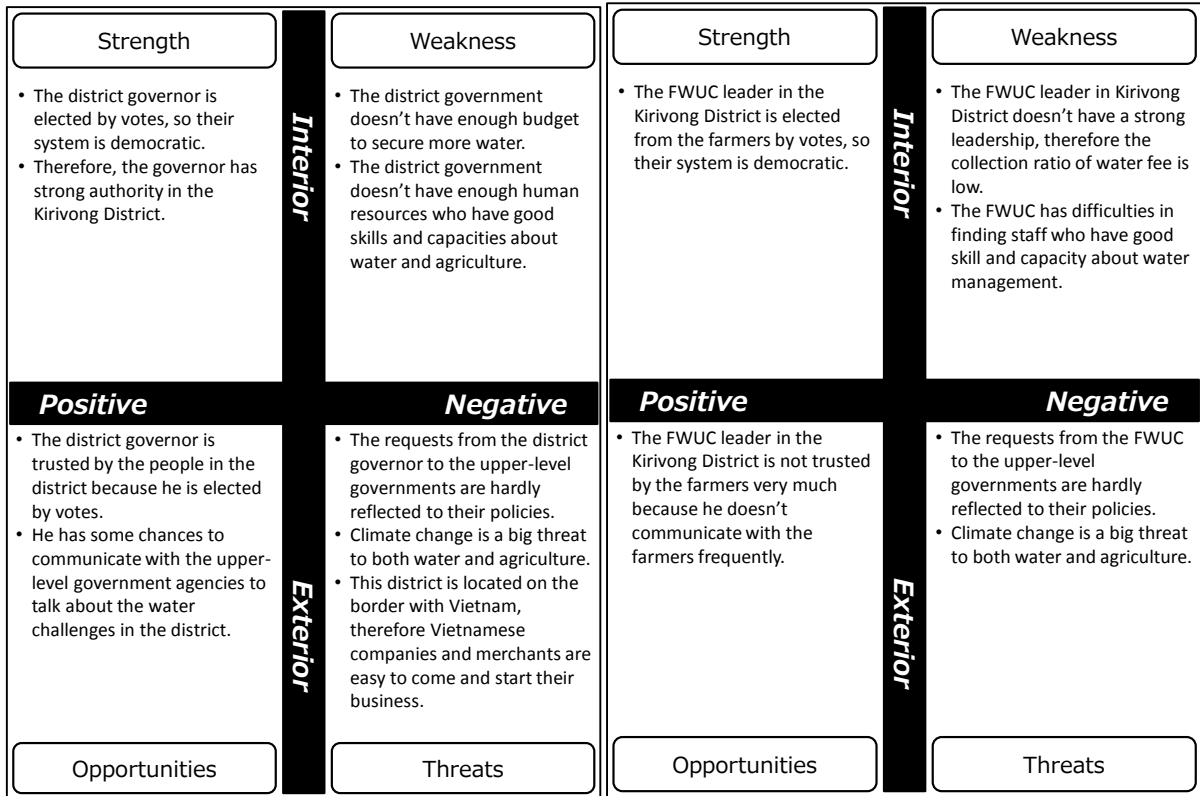 Strength
Weakness
• The district governor is
elected by votes, so their
system is democratic.
• Therefore, the governor has
strong authority in the
Kirivong District.
Interior
• The district government
doesn't have enough budget
to secure more water.
• The district government
doesn't have enough human
resources who have good
skills and capacities about
water and agriculture.
Positive
Negative
• The district governor is
trusted by the people in the
district because he is elected
by votes.
• He has some chances to
communicate with the upper-
level government agencies to
talk about the water
challenges in the district.
Exterior
• The requests from the district
governor to the upper-level
governments are hardly
reflected to their policies.
• Climate change is a big threat
to both water and agriculture.
• This district is located on the
border with Vietnam,
therefore Vietnamese
companies and merchants are
easy to come and start their
business.
Opportunities
Threats
Strength
Weakness
• The FWUC leader in the
Kirivong District is elected
from the farmers by votes, so
their system is democratic.
Interior
• The FWUC leader in Kirivong
District doesn't have a strong
leadership, therefore the
collection ratio of water fee is
low.
• The FWUC has difficulties in
finding staff who have good
skill and capacity about water
management.
Positive
Negative
• The FWUC leader in the
Kirivong District is not trusted
by the farmers very much
because he doesn't
communicate with the
farmers frequently.
Exterior
• The requests from the FWUC
to the upper-level
governments are hardly
reflected to their policies.
• Climate change is a big threat
to both water and agriculture.
Opportunities
Threats